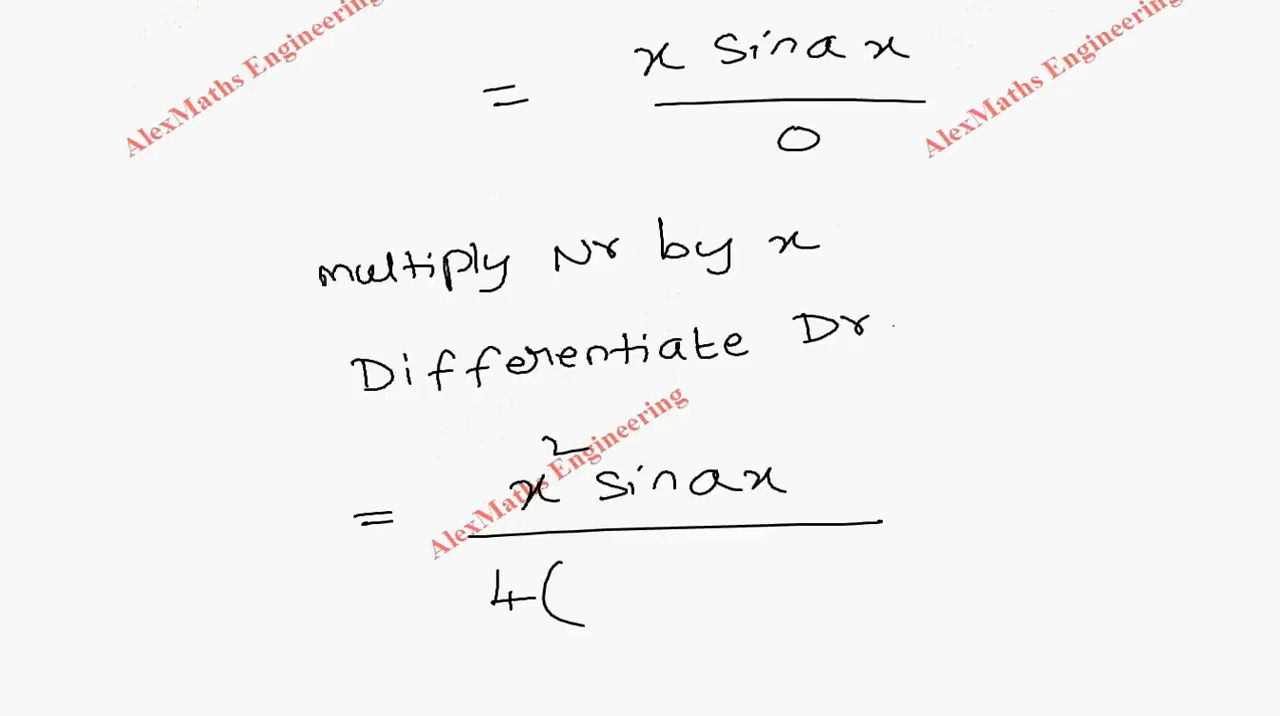 AlexMaths Engineering
AlexMaths Engineering
= x sin a x
0
multiply Nr by x
Differentiate Dr
AlexMaths Engineering
= x² sin a x
4(